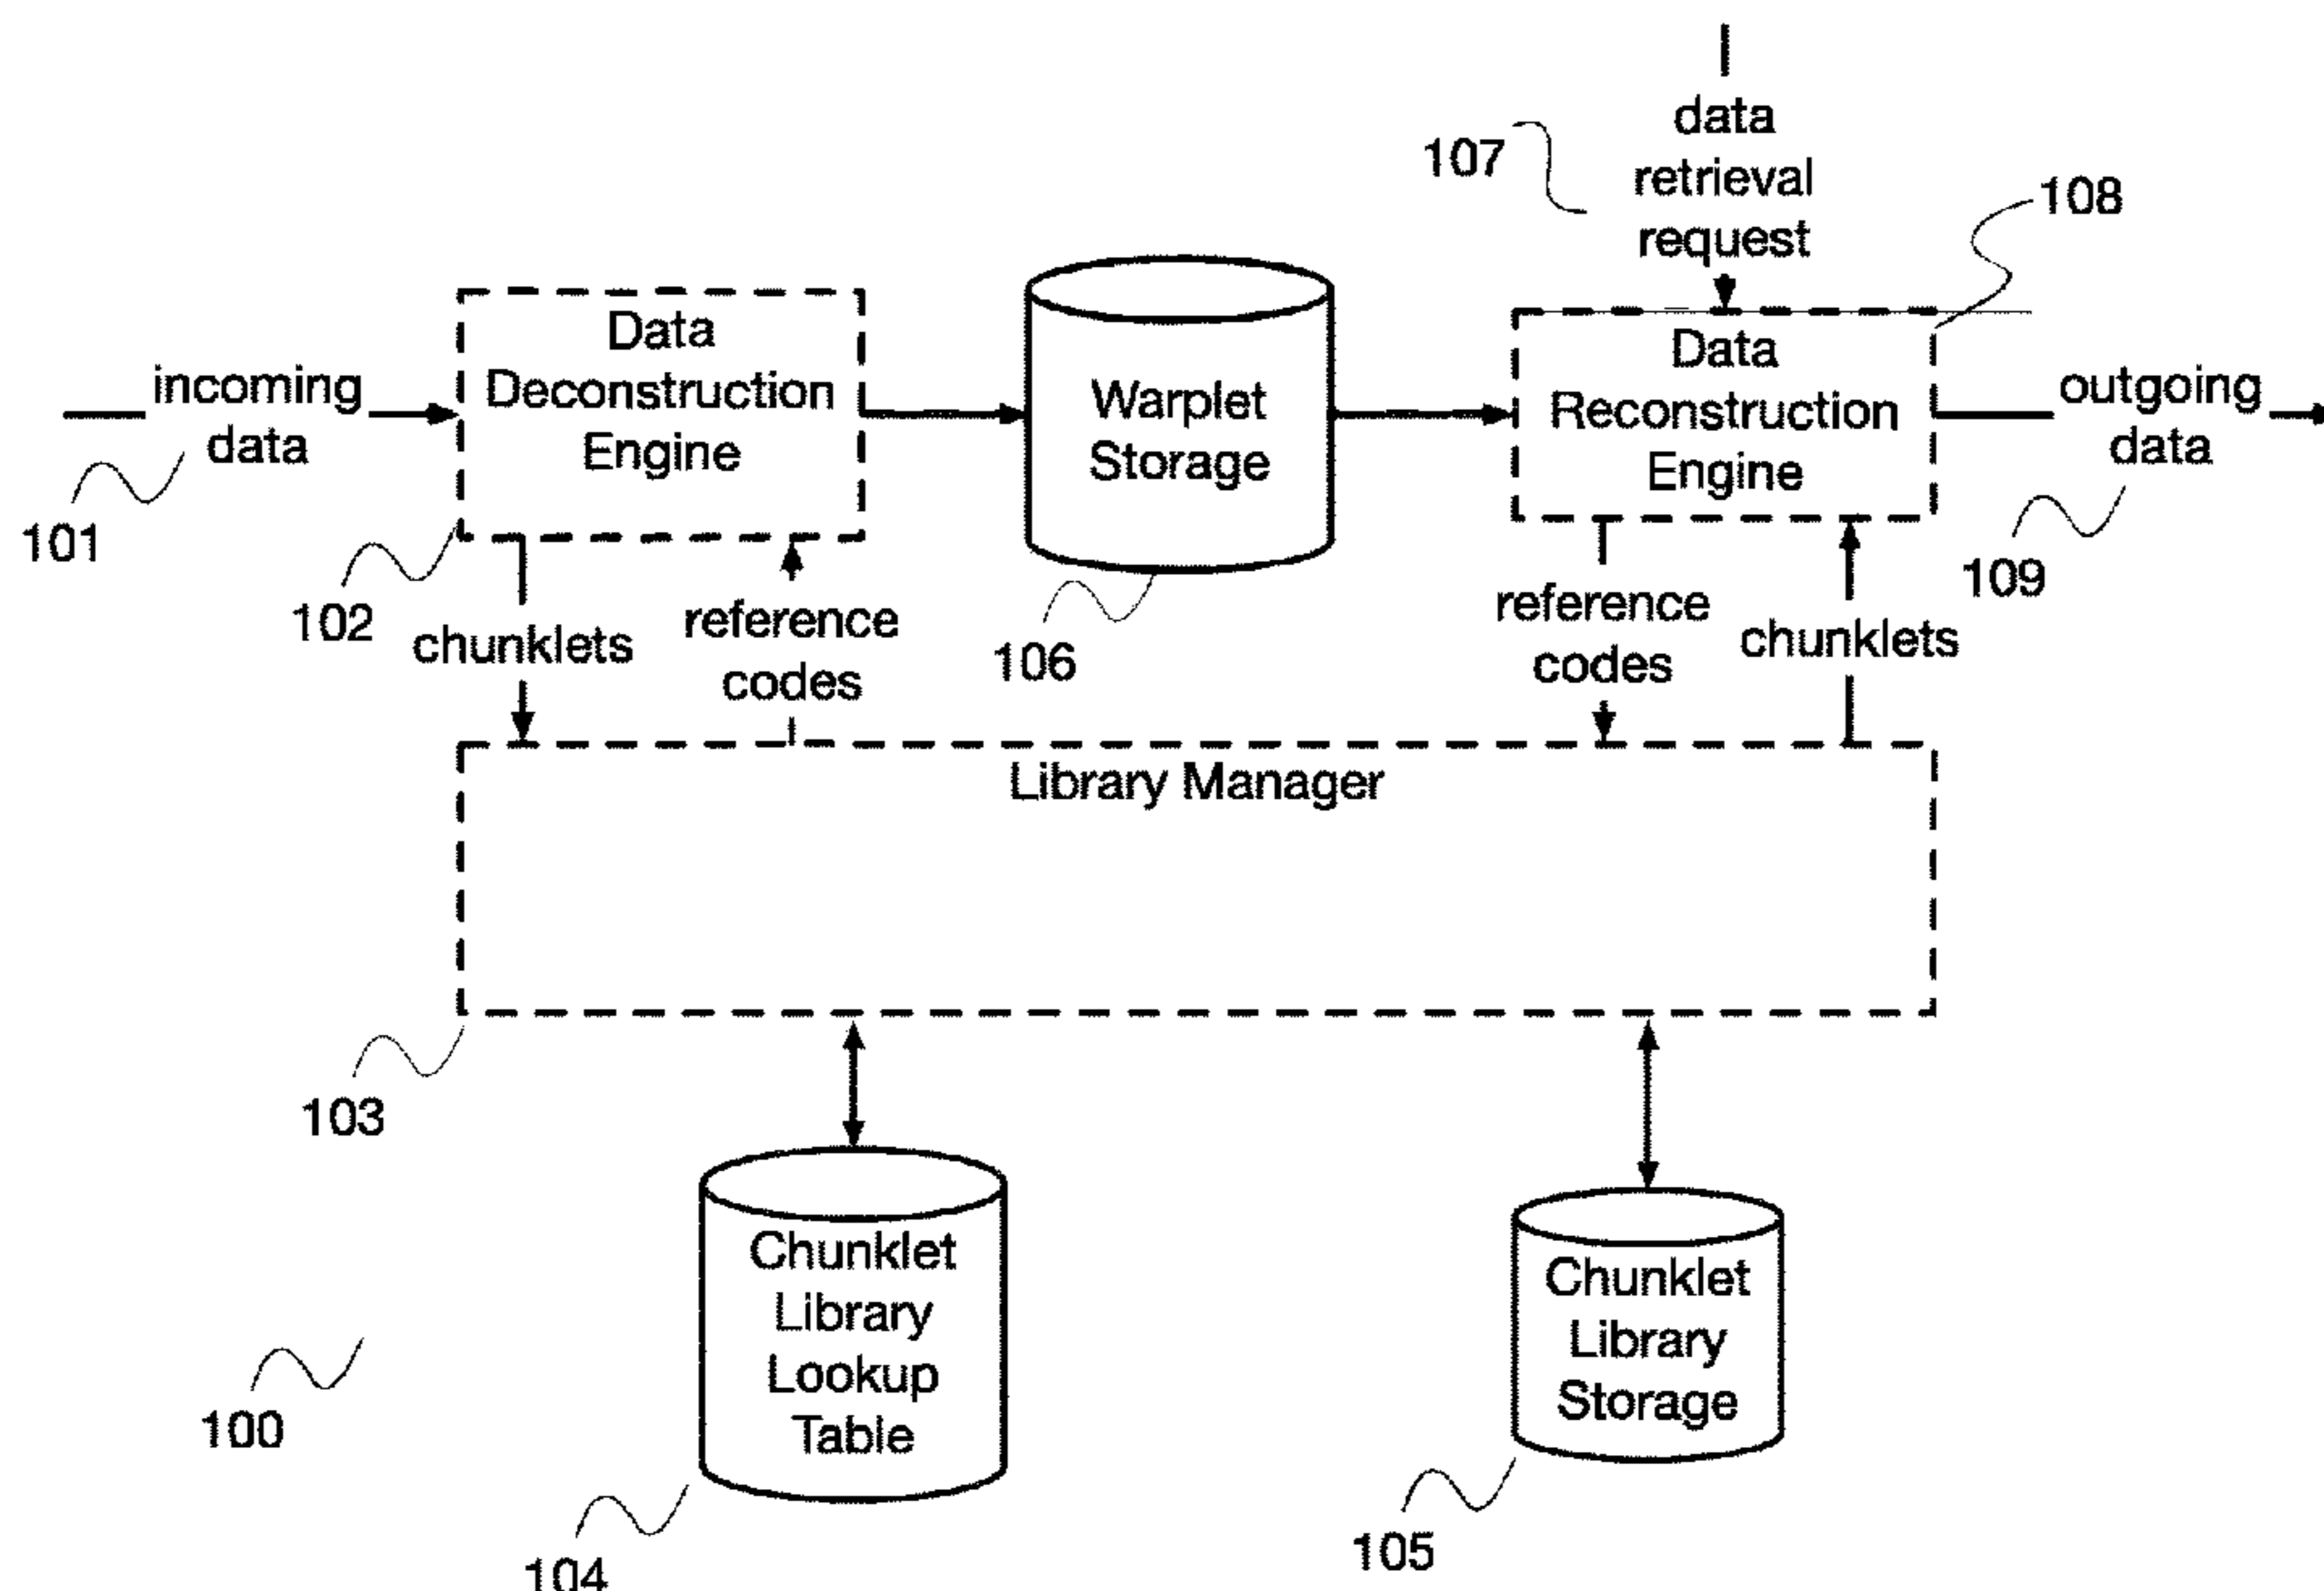 data
retrieval
request
107
108
incoming
data
101
Data
Deconstruction
Engine
102
Warplet
Storage
106
Data
Reconstruction
Engine
outgoing
data
109
chunklets
reference
codes
reference
codes
chunklets
Library Manager
103
Chunklet
Library
Lookup
Table
104
Chunklet
Library
Storage
105
100